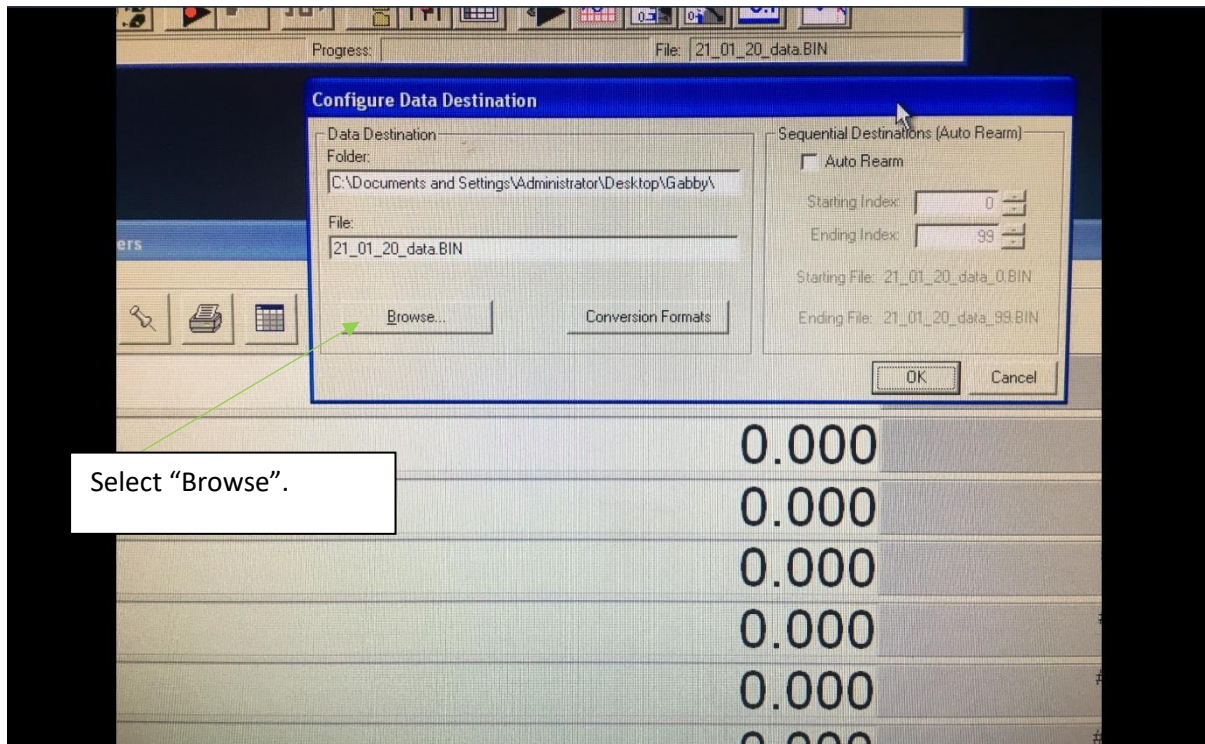 Progress:
File: 21_01_20_data.BIN
Configure Data Destination
Data Destination
Folder:
C:\Documents and Settings\Administrator\Desktop\Gabby\
File:
21_01_20_data.BIN
Browse...
Conversion Formats
Sequential Destinations (Auto Rearm)
Auto Rearm
Starting Index: 0
Ending Index: 99
Starting File: 21_01_20_data_0.BIN
Ending File: 21_01_20_data_99.BIN
OK
Cancel
ers
Select “Browse”.
0.000
0.000
0.000
0.000
0.000